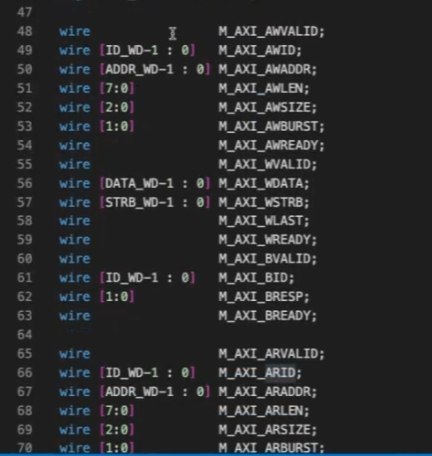 47
48 wire M_AXI_AWVALID;
49 wire [ID_WD-1 : 0] M_AXI_AWID;
50 wire [ADDR_WD-1 : 0] M_AXI_AWADDR;
51 wire [7:0] M_AXI_AWLEN;
52 wire [2:0] M_AXI_AWSIZE;
53 wire [1:0] M_AXI_AWBURST;
54 wire M_AXI_AWREADY;
55 wire M_AXI_WVALID;
56 wire [DATA_WD-1 : 0] M_AXI_WDATA;
57 wire [STRB_WD-1 : 0] M_AXI_WSTRB;
58 wire M_AXI_WLAST;
59 wire M_AXI_WREADY;
60 wire M_AXI_BVALID;
61 wire [ID_WD-1 : 0] M_AXI_BID;
62 wire [1:0] M_AXI_BRESP;
63 wire M_AXI_BREADY;
64
65 wire M_AXI_ARVALID;
66 wire [ID_WD-1 : 0] M_AXI_ARID;
67 wire [ADDR_WD-1 : 0] M_AXI_ARADDR;
68 wire [7:0] M_AXI_ARLEN;
69 wire [2:0] M_AXI_ARSIZE;
70 wire [1:0] M_AXI_ARBURST;